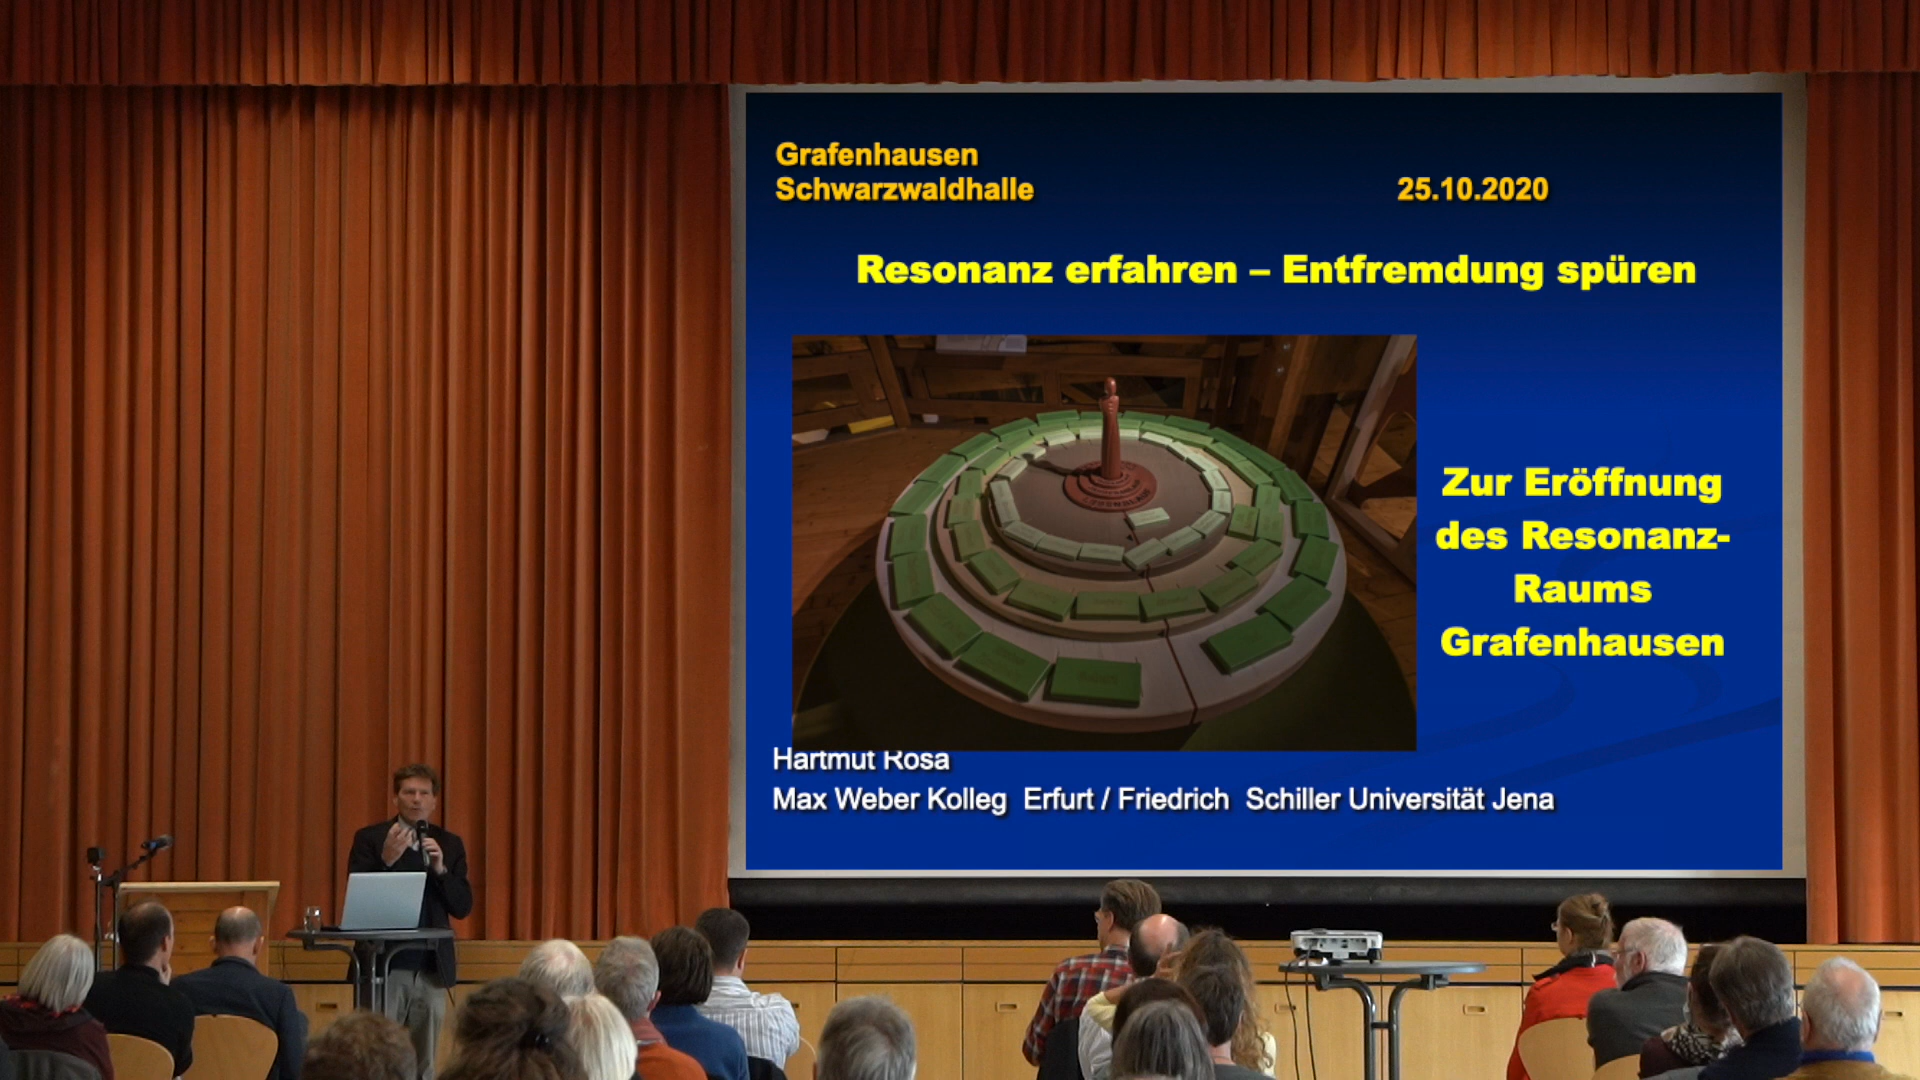 Grafenhausen
Schwarzwaldhalle 25.10.2020
Resonanz erfahren – Entfremdung spüren
Zur Eröffnung
des Resonanz-
Raums
Grafenhausen
Hartmut Rosa
Max Weber Kolleg Erfurt / Friedrich Schiller Universität Jena